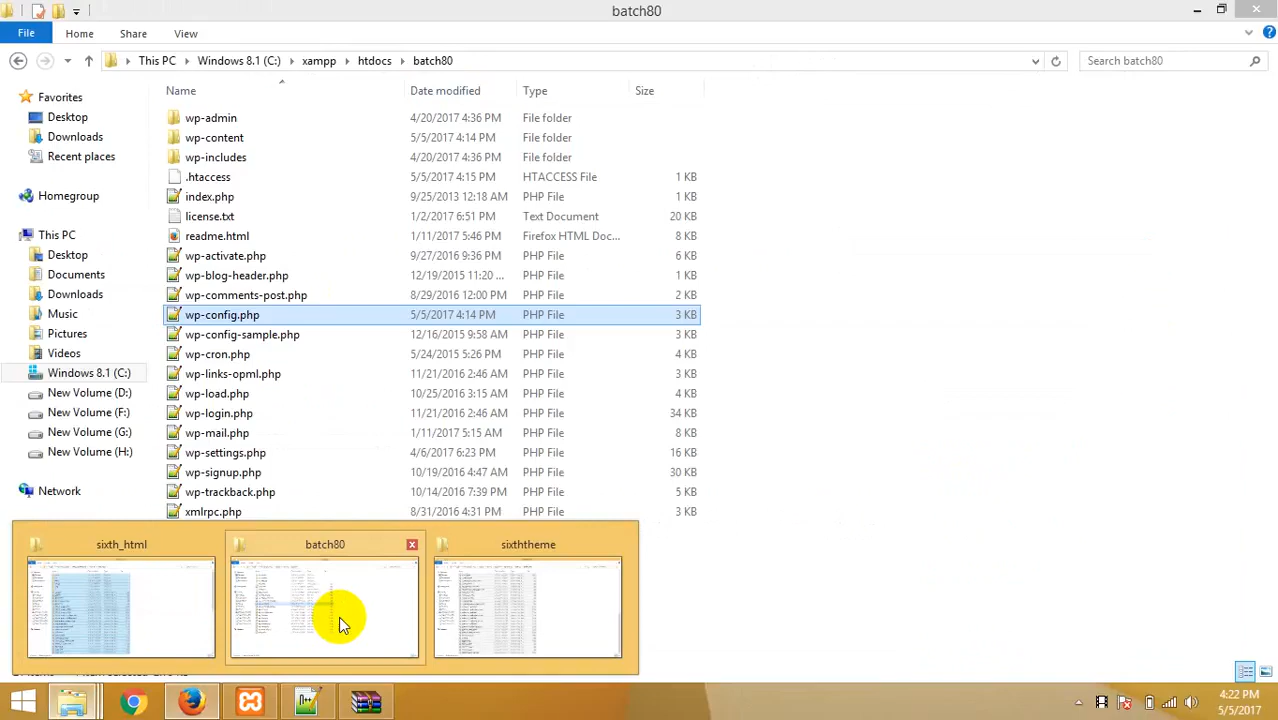 batch80
File Home Share View
This PC Windows 8.1 (C:) xampp htdocs batch80 Search batch80
Name Date modified Type Size
Favorites
Desktop
Downloads
Recent places
Homegroup
This PC
Desktop
Documents
Downloads
Music
Pictures
Videos
Windows 8.1 (C:)
New Volume (D:)
New Volume (F:)
New Volume (G:)
New Volume (H:)
Network
wp-admin 4/20/2017 4:36 PM File folder
wp-content 5/5/2017 4:14 PM File folder
wp-includes 4/20/2017 4:36 PM File folder
.htaccess 5/5/2017 4:15 PM HTACCESS File 1 KB
index.php 9/25/2013 12:18 AM PHP File 1 KB
license.txt 1/2/2017 6:51 PM Text Document 20 KB
readme.html 1/11/2017 5:46 PM Firefox HTML Doc... 8 KB
wp-activate.php 9/27/2016 9:36 PM PHP File 6 KB
wp-blog-header.php 12/19/2015 11:20 ... PHP File 1 KB
wp-comments-post.php 8/29/2016 12:00 PM PHP File 2 KB
wp-config.php 5/5/2017 4:14 PM PHP File 3 KB
wp-config-sample.php 12/16/2015 9:58 AM PHP File 3 KB
wp-cron.php 5/24/2015 5:26 PM PHP File 4 KB
wp-links-opml.php 11/21/2016 2:46 AM PHP File 3 KB
wp-load.php 10/25/2016 3:15 AM PHP File 4 KB
wp-login.php 11/21/2016 2:46 AM PHP File 34 KB
wp-mail.php 1/11/2017 5:15 AM PHP File 8 KB
wp-settings.php 4/6/2017 6:23 PM PHP File 16 KB
wp-signup.php 10/19/2016 4:47 AM PHP File 30 KB
wp-trackback.php 10/14/2016 7:39 PM PHP File 5 KB
xmlrpc.php 8/31/2016 4:31 PM PHP File 3 KB
sixth_html batch80 sixththeme
4:22 PM
5/5/2017